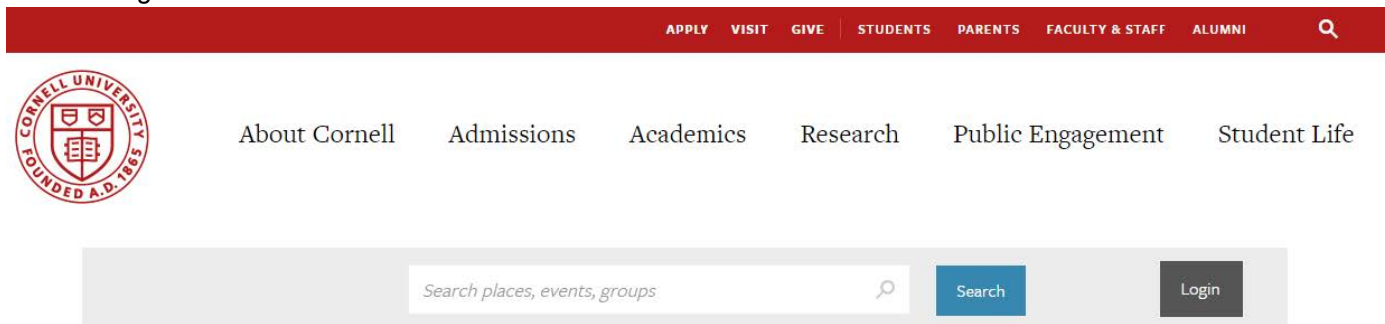 APPLY VISIT GIVE STUDENTS PARENTS FACULTY & STAFF ALUMNI
CORNELL UNIVERSITY
FOUNDED A.D. 1865
About Cornell Admissions Academics Research Public Engagement Student Life
Search places, events, groups Search Login